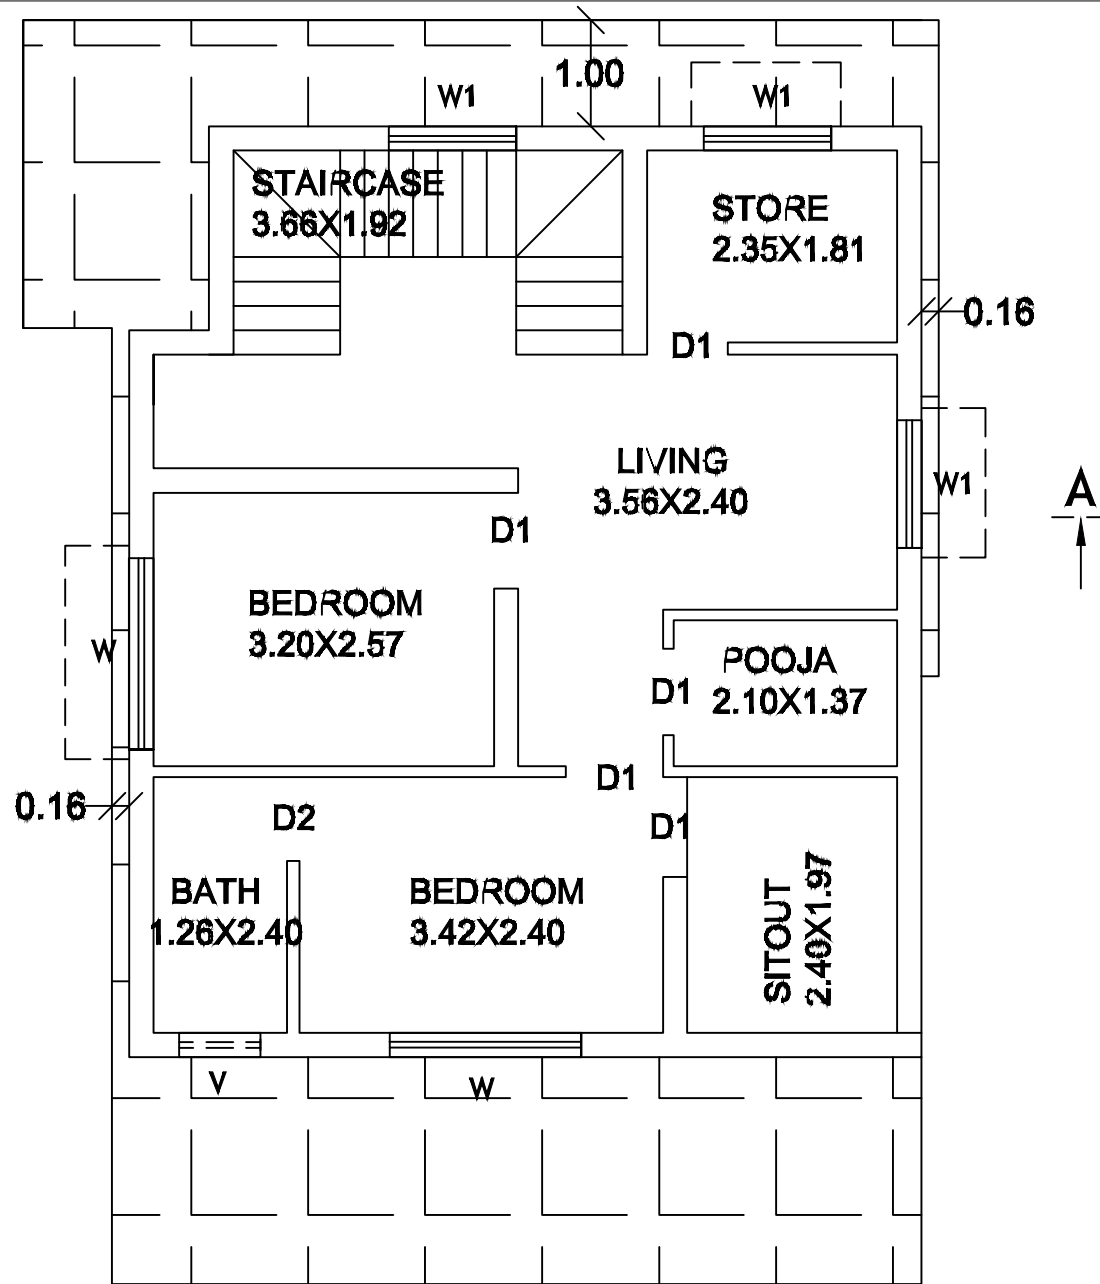 1.00
W1
W1
STAIRCASE
3.66X1.92
STORE
2.35X1.81
0.16
D1
LIVING
3.56X2.40
W1
A
D1
BEDROOM
3.20X2.57
W
POOJA
2.10X1.37
D1
D1
0.16
D2
D1
BATH
1.26X2.40
BEDROOM
3.42X2.40
SITOUT
2.40X1.97
V
W